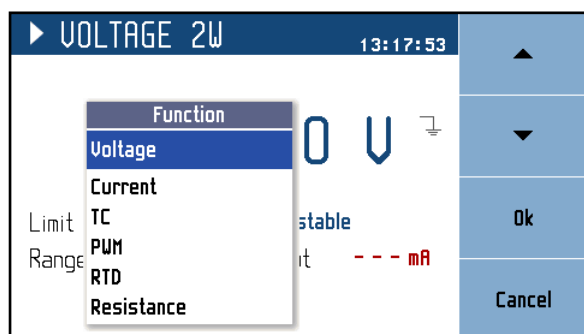 VOLTAGE 2W 13:17:53
Function
Voltage
0 V
Current
TC
Limit stable
Ok
PWM
Range - - - mA
RTD
Resistance
Cancel